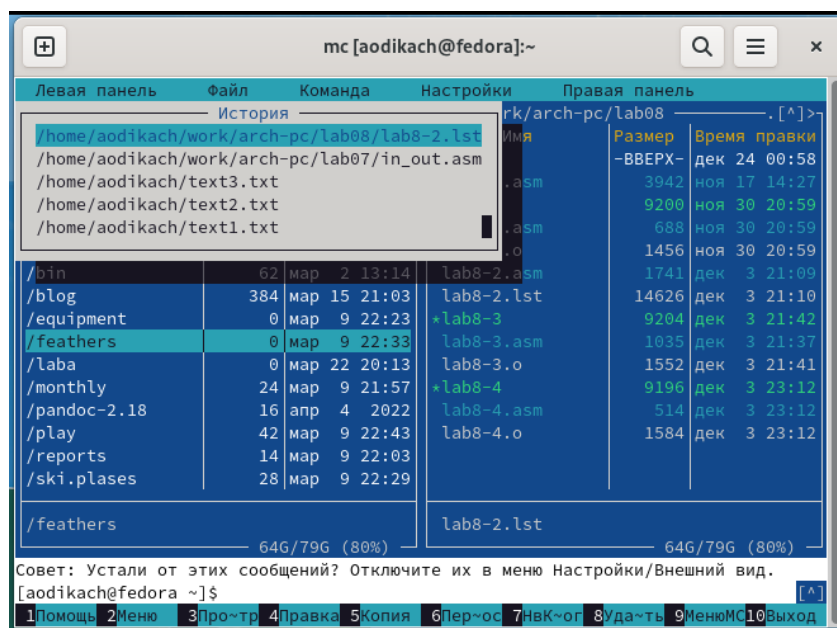 mc [aodikach@fedora]:~
Левая панель Файл Команда Настройки Правая панель
История
rk/arch-pc/lab08 .[^]>
/home/aodikach/work/arch-pc/lab08/lab8-2.lst
/home/aodikach/work/arch-pc/lab07/in_out.asm
/home/aodikach/text3.txt
/home/aodikach/text2.txt
/home/aodikach/text1.txt
Имя Размер Время правки
-ВВЕРХ- дек 24 00:58
.asm 3942 ноя 17 14:27
9200 ноя 30 20:59
.asm 688 ноя 30 20:59
.o 1456 ноя 30 20:59
/bin 62 мар 2 13:14 lab8-2.asm 1741 дек 3 21:09
/blog 384 мар 15 21:03 lab8-2.lst 14626 дек 3 21:10
/equipment 0 мар 9 22:23 *lab8-3 9204 дек 3 21:42
/feathers 0 мар 9 22:33 lab8-3.asm 1035 дек 3 21:37
/laba 0 мар 22 20:13 lab8-3.o 1552 дек 3 21:41
/monthly 24 мар 9 21:57 *lab8-4 9196 дек 3 23:12
/pandoc-2.18 16 апр 4 2022 lab8-4.asm 514 дек 3 23:12
/play 42 мар 9 22:43 lab8-4.o 1584 дек 3 23:12
/reports 14 мар 9 22:03
/ski.plases 28 мар 9 22:29
/feathers lab8-2.lst
64G/79G (80%) 64G/79G (80%)
Совет: Устали от этих сообщений? Отключите их в меню Настройки/Внешний вид.
[aodikach@fedora ~]$ [^]
1Помощь 2Меню 3Про~тр 4Правка 5Копия 6Пер~ос 7НвК~ог 8Уда~ть 9МенюМС 10Выход